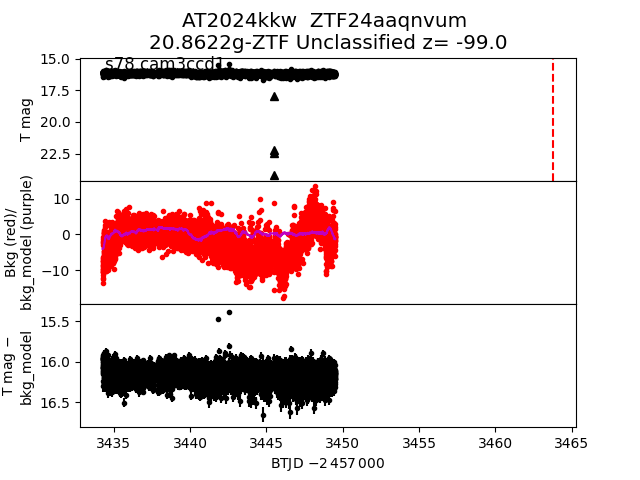 AT2024kkw  ZTF24aaqnvum
20.8622g-ZTF Unclassified z= -99.0
s78 cam3ccd1
15.0
17.5
20.0
22.5
T mag
10
0
−10
Bkg (red)/
bkg_model (purple)
15.5
16.0
16.5
T mag −
bkg_model
3435
3440
3445
3450
3455
3460
3465
BTJD −2 457 000